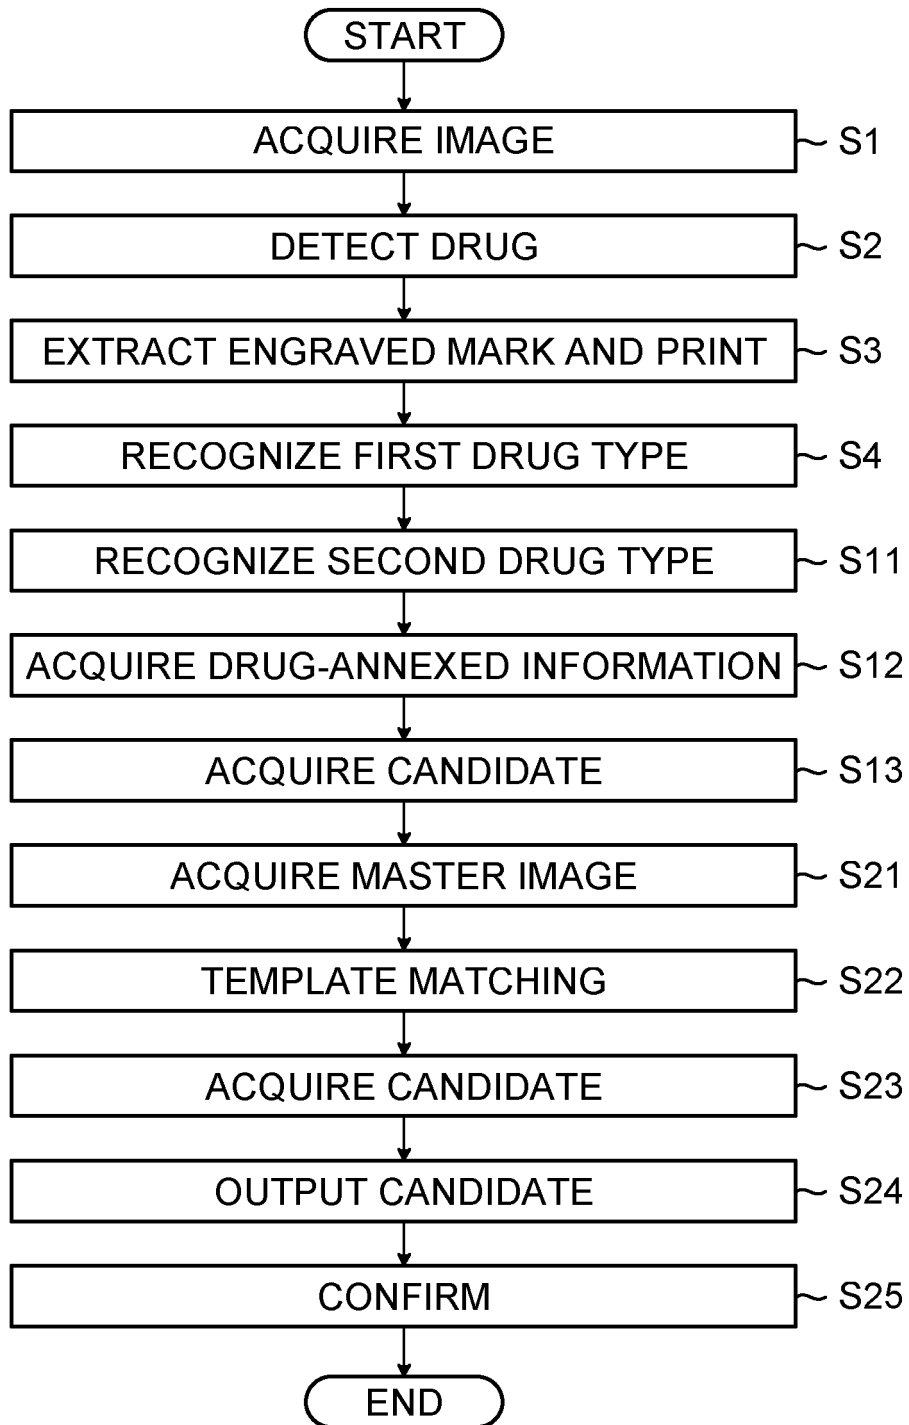 START
ACQUIRE IMAGE ~ S1
DETECT DRUG ~ S2
EXTRACT ENGRAVED MARK AND PRINT ~ S3
RECOGNIZE FIRST DRUG TYPE ~ S4
RECOGNIZE SECOND DRUG TYPE ~ S11
ACQUIRE DRUG-ANNEXED INFORMATION ~ S12
ACQUIRE CANDIDATE ~ S13
ACQUIRE MASTER IMAGE ~ S21
TEMPLATE MATCHING ~ S22
ACQUIRE CANDIDATE ~ S23
OUTPUT CANDIDATE ~ S24
CONFIRM ~ S25
END